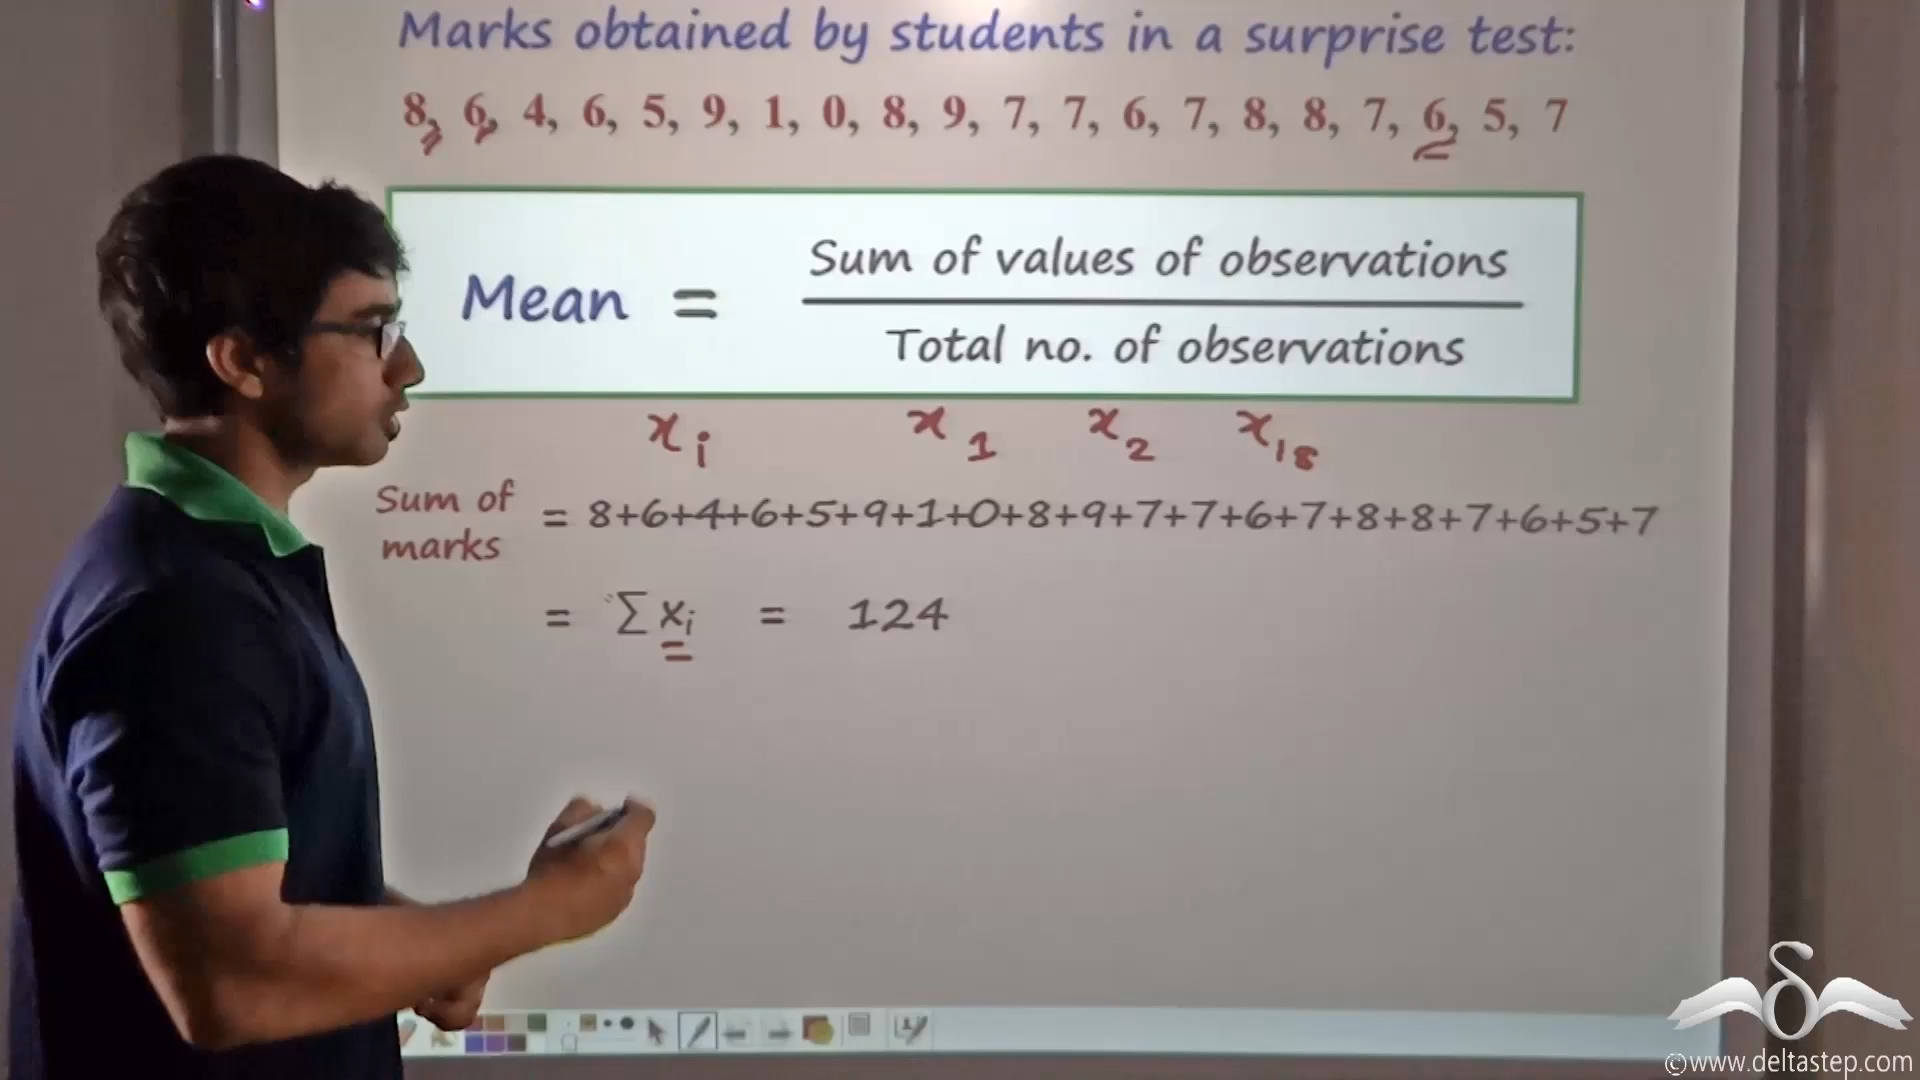 Marks obtained by students in a surprise test:
8, 6, 4, 6, 5, 9, 1, 0, 8, 9, 7, 7, 6, 7, 8, 8, 7, 6, 5, 7
Mean = Sum of values of observations
Total no. of observations
xi x1 x2 x18
Sum of marks = 8+6+4+6+5+9+1+0+8+9+7+7+6+7+8+8+7+6+5+7
= Σxi = 124
©www.deltastep.com